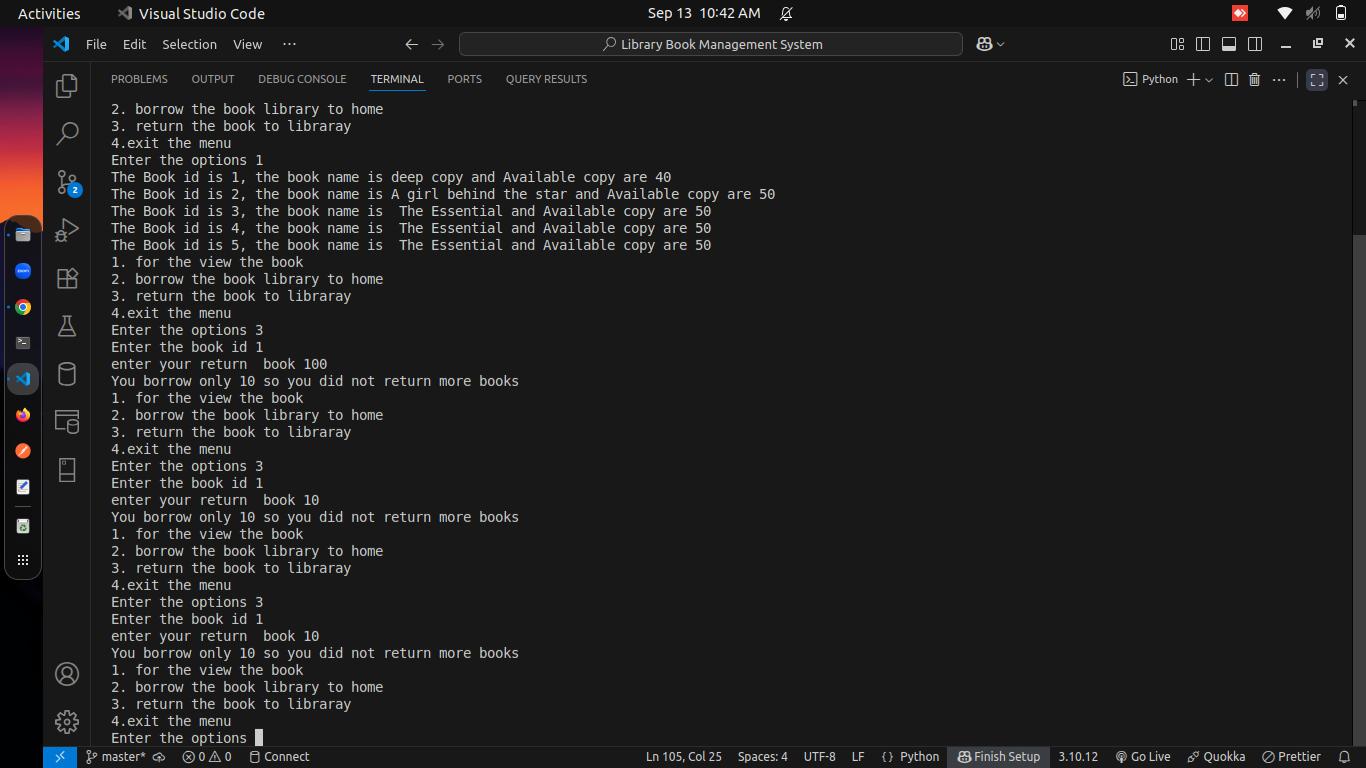 Activities
Visual Studio Code
Sep 13 10:42 AM
File Edit Selection View ···
Library Book Management System
PROBLEMS OUTPUT DEBUG CONSOLE TERMINAL PORTS QUERY RESULTS
Python
2. borrow the book library to home
3. return the book to libraray
4.exit the menu
Enter the options 1
The Book id is 1, the book name is deep copy and Available copy are 40
The Book id is 2, the book name is A girl behind the star and Available copy are 50
The Book id is 3, the book name is  The Essential and Available copy are 50
The Book id is 4, the book name is  The Essential and Available copy are 50
The Book id is 5, the book name is  The Essential and Available copy are 50
1. for the view the book
2. borrow the book library to home
3. return the book to libraray
4.exit the menu
Enter the options 3
Enter the book id 1
enter your return  book 100
You borrow only 10 so you did not return more books
1. for the view the book
2. borrow the book library to home
3. return the book to libraray
4.exit the menu
Enter the options 3
Enter the book id 1
enter your return  book 10
You borrow only 10 so you did not return more books
1. for the view the book
2. borrow the book library to home
3. return the book to libraray
4.exit the menu
Enter the options 3
Enter the book id 1
enter your return  book 10
You borrow only 10 so you did not return more books
1. for the view the book
2. borrow the book library to home
3. return the book to libraray
4.exit the menu
Enter the options
2
zoom
master* 0 0 Connect Ln 105, Col 25 Spaces: 4 UTF-8 LF {} Python Finish Setup 3.10.12 Go Live Quokka Prettier